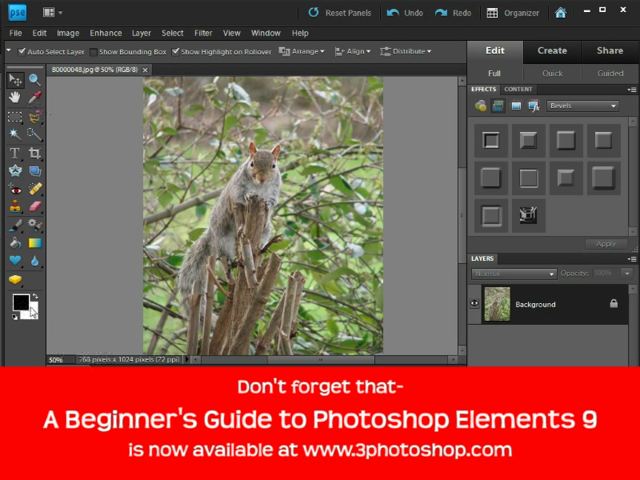 pse
Reset Panels Undo Redo Organizer
File Edit Image Enhance Layer Select Filter View Window Help
Auto Select Layer Show Bounding Box Show Highlight on Rollover Arrange Align Distribute
Edit Create Share
80000048.jpg @ 50% (RGB/8)
Full Quick Guided
EFFECTS CONTENT
Bevels
Apply
LAYERS
Normal Opacity: 100%
Background
50% 768 pixels x 1024 pixels (72 ppi)
Don't forget that-
A Beginner's Guide to Photoshop Elements 9
is now available at www.3photoshop.com